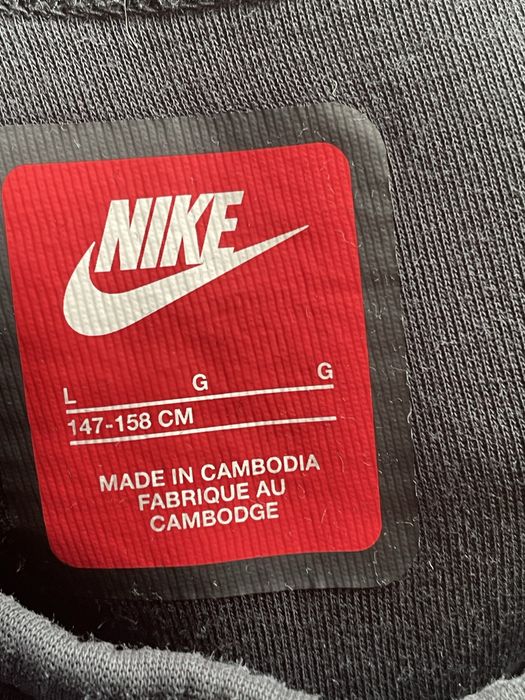 NIKE
L G G
147-158 CM
MADE IN CAMBODIA
FABRIQUE AU
CAMBODGE